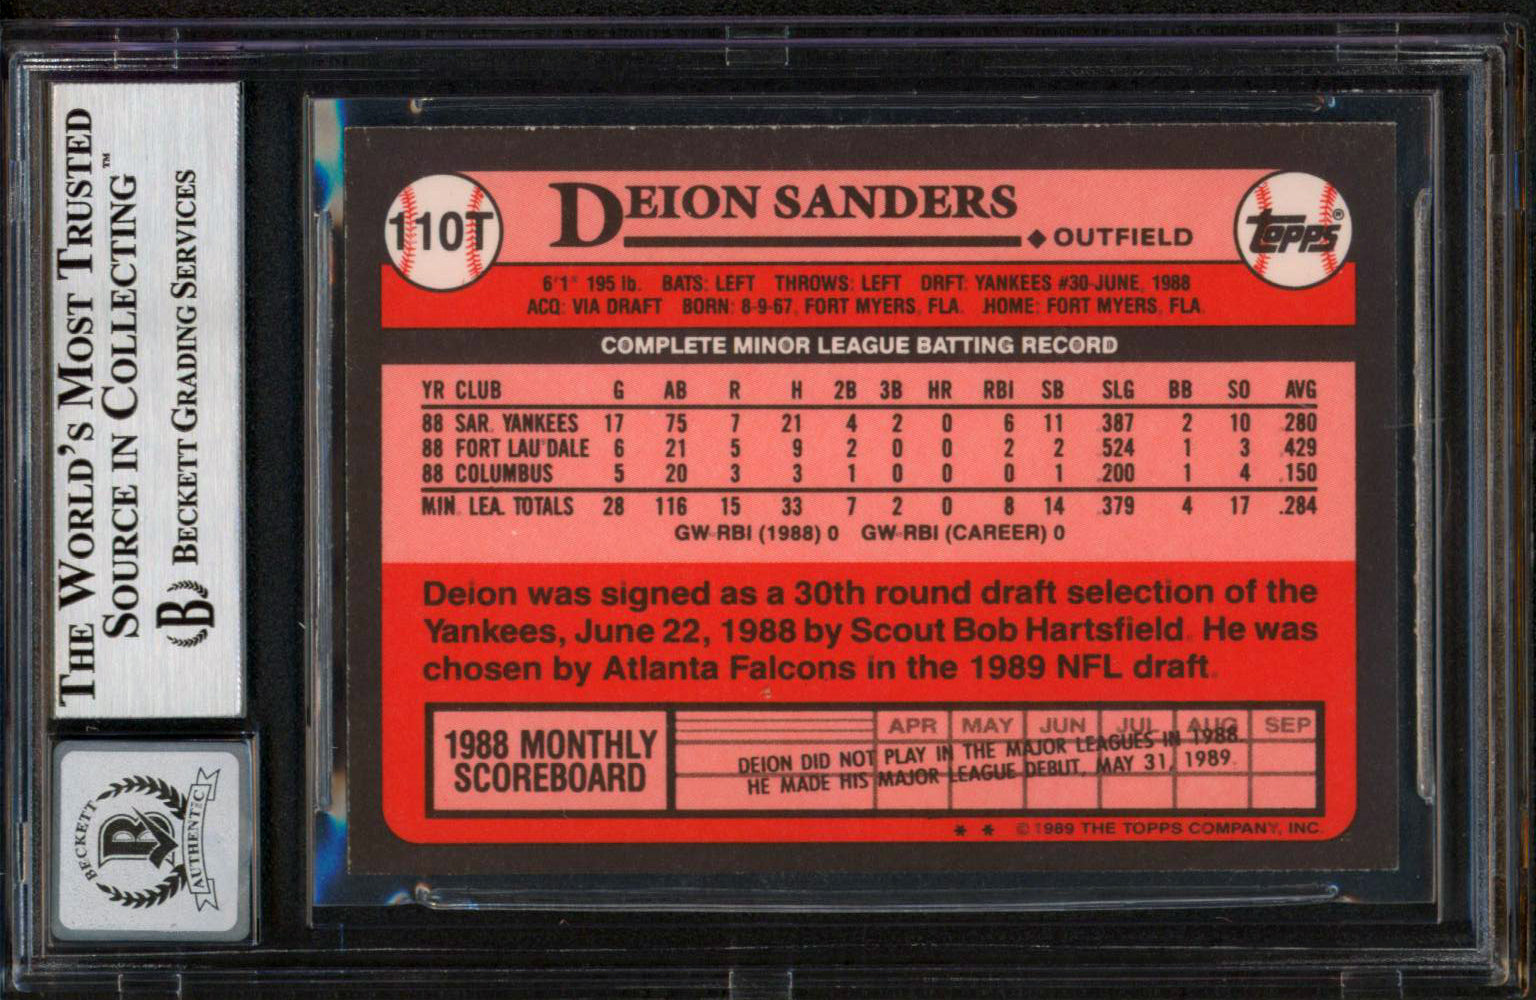 THE WORLD'S MOST TRUSTED
SOURCE IN COLLECTING™
BECKETT GRADING SERVICES
B
BECKETT
B
AUTHENTIC
110T
DEION SANDERS
◆ OUTFIELD
topps®
6'1" 195 lb. BATS: LEFT THROWS: LEFT DRFT: YANKEES #30-JUNE, 1988
ACQ: VIA DRAFT BORN: 8-9-67, FORT MYERS, FLA. HOME: FORT MYERS, FLA.
COMPLETE MINOR LEAGUE BATTING RECORD
YR CLUB G AB R H 2B 3B HR RBI SB SLG BB SO AVG
88 SAR. YANKEES 17 75 7 21 4 2 0 6 11 .387 2 10 .280
88 FORT LAU'DALE 6 21 5 9 2 0 0 2 2 .524 1 3 .429
88 COLUMBUS 5 20 3 3 1 0 0 0 1 .200 1 4 .150
MIN. LEA. TOTALS 28 116 15 33 7 2 0 8 14 .379 4 17 .284
GW-RBI (1988) 0 GW-RBI (CAREER) 0
Deion was signed as a 30th round draft selection of the
Yankees, June 22, 1988 by Scout Bob Hartsfield. He was
chosen by Atlanta Falcons in the 1989 NFL draft.
1988 MONTHLY
SCOREBOARD
APR MAY JUN JUL AUG SEP
DEION DID NOT PLAY IN THE MAJOR LEAGUES IN 1988.
HE MADE HIS MAJOR LEAGUE DEBUT, MAY 31, 1989.
* * © 1989 THE TOPPS COMPANY, INC.